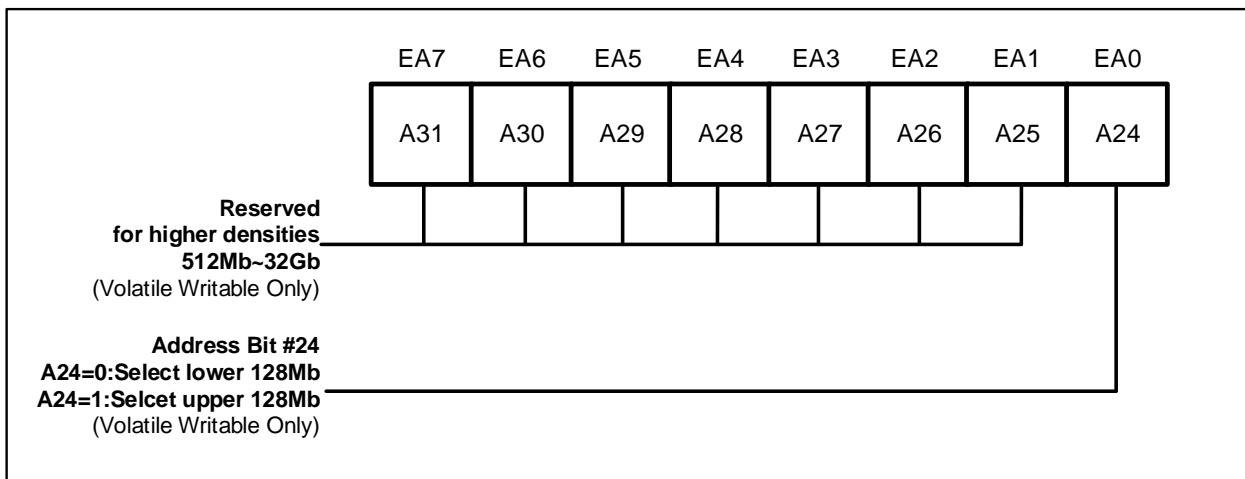 EA7 EA6 EA5 EA4 EA3 EA2 EA1 EA0
A31 A30 A29 A28 A27 A26 A25 A24
Reserved
for higher densities
512Mb~32Gb
(Volatile Writable Only)
Address Bit #24
A24=0:Select lower 128Mb
A24=1:Selcet upper 128Mb
(Volatile Writable Only)